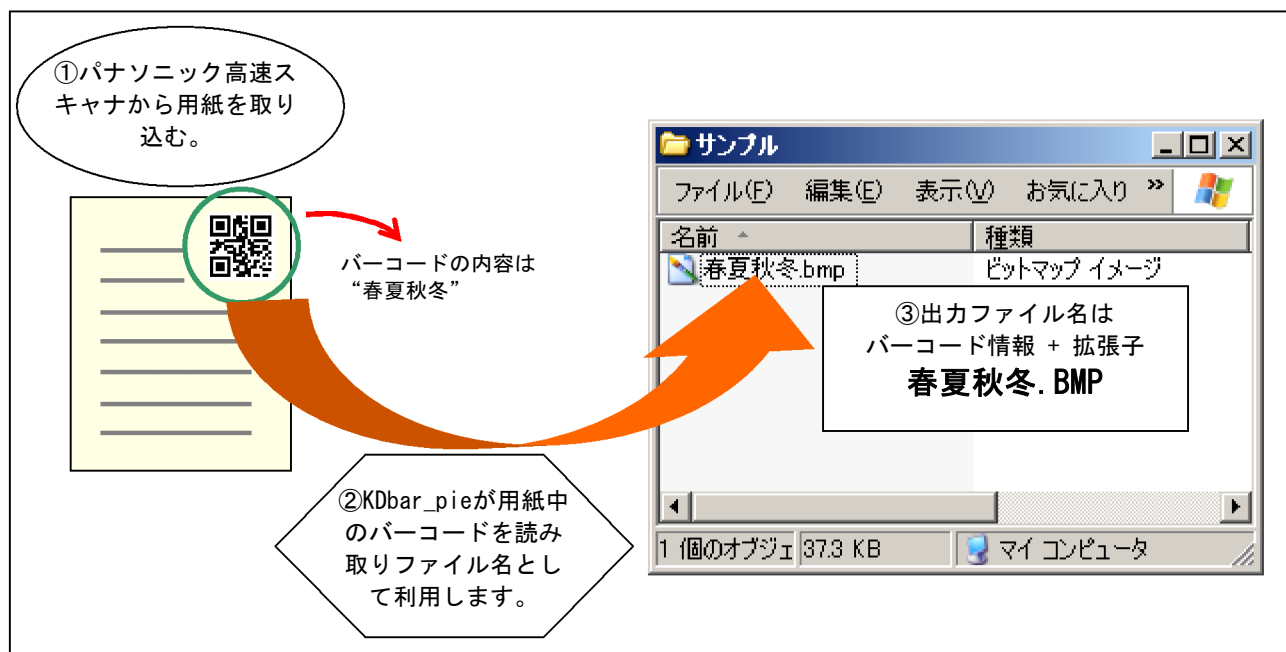 ①パナソニック高速ス
キャナから用紙を取り
込む。
バーコードの内容は
“春夏秋冬”
②KDbar_pieが用紙中
のバーコードを読み
取りファイル名とし
て利用します。
サンプル
ファイル(F) 編集(E) 表示(V) お気に入り »
名前 種類
春夏秋冬.bmp ビットマップ イメージ
③出力ファイル名は
バーコード情報 + 拡張子
春夏秋冬.BMP
1 個のオブジェ 37.3 KB マイ コンピュータ